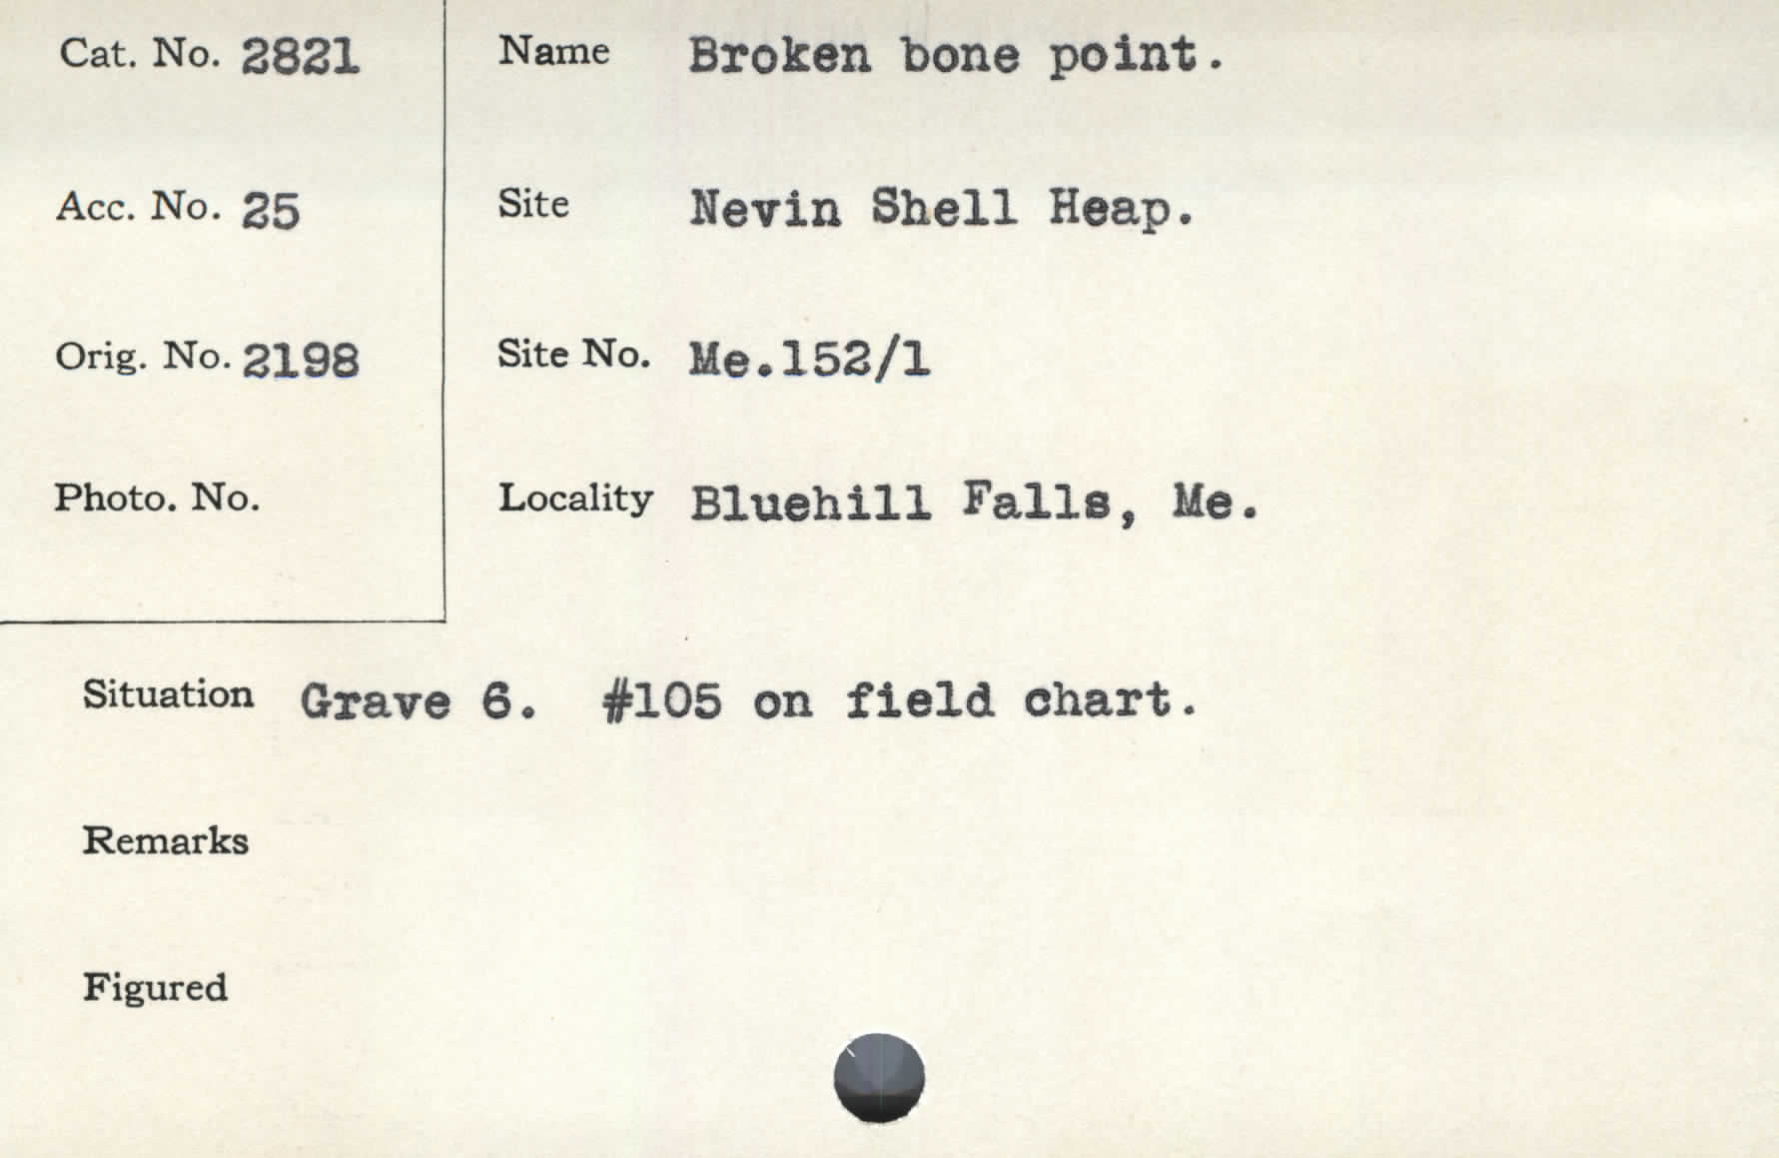 Cat. No. 2821
Name Broken bone point.
Acc. No. 25
Site Nevin Shell Heap.
Orig. No. 2198
Site No. Me.152/1
Photo. No.
Locality Bluehill Falls, Me.
Situation Grave 6. #105 on field chart.
Remarks
Figured